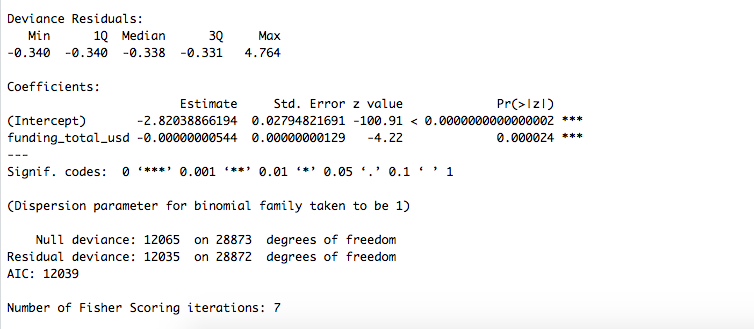 Deviance Residuals:
   Min      1Q  Median      3Q     Max
-0.340  -0.340  -0.338  -0.331   4.764
Coefficients:
                         Estimate     Std. Error z value             Pr(>|z|)
(Intercept)       -2.82038866194  0.02794821691 -100.91 < 0.0000000000000002 ***
funding_total_usd -0.00000000544  0.00000000129   -4.22             0.000024 ***
---
Signif. codes:  0 ‘***’ 0.001 ‘**’ 0.01 ‘*’ 0.05 ‘.’ 0.1 ‘ ’ 1
(Dispersion parameter for binomial family taken to be 1)
    Null deviance: 12065  on 28873  degrees of freedom
Residual deviance: 12035  on 28872  degrees of freedom
AIC: 12039
Number of Fisher Scoring iterations: 7